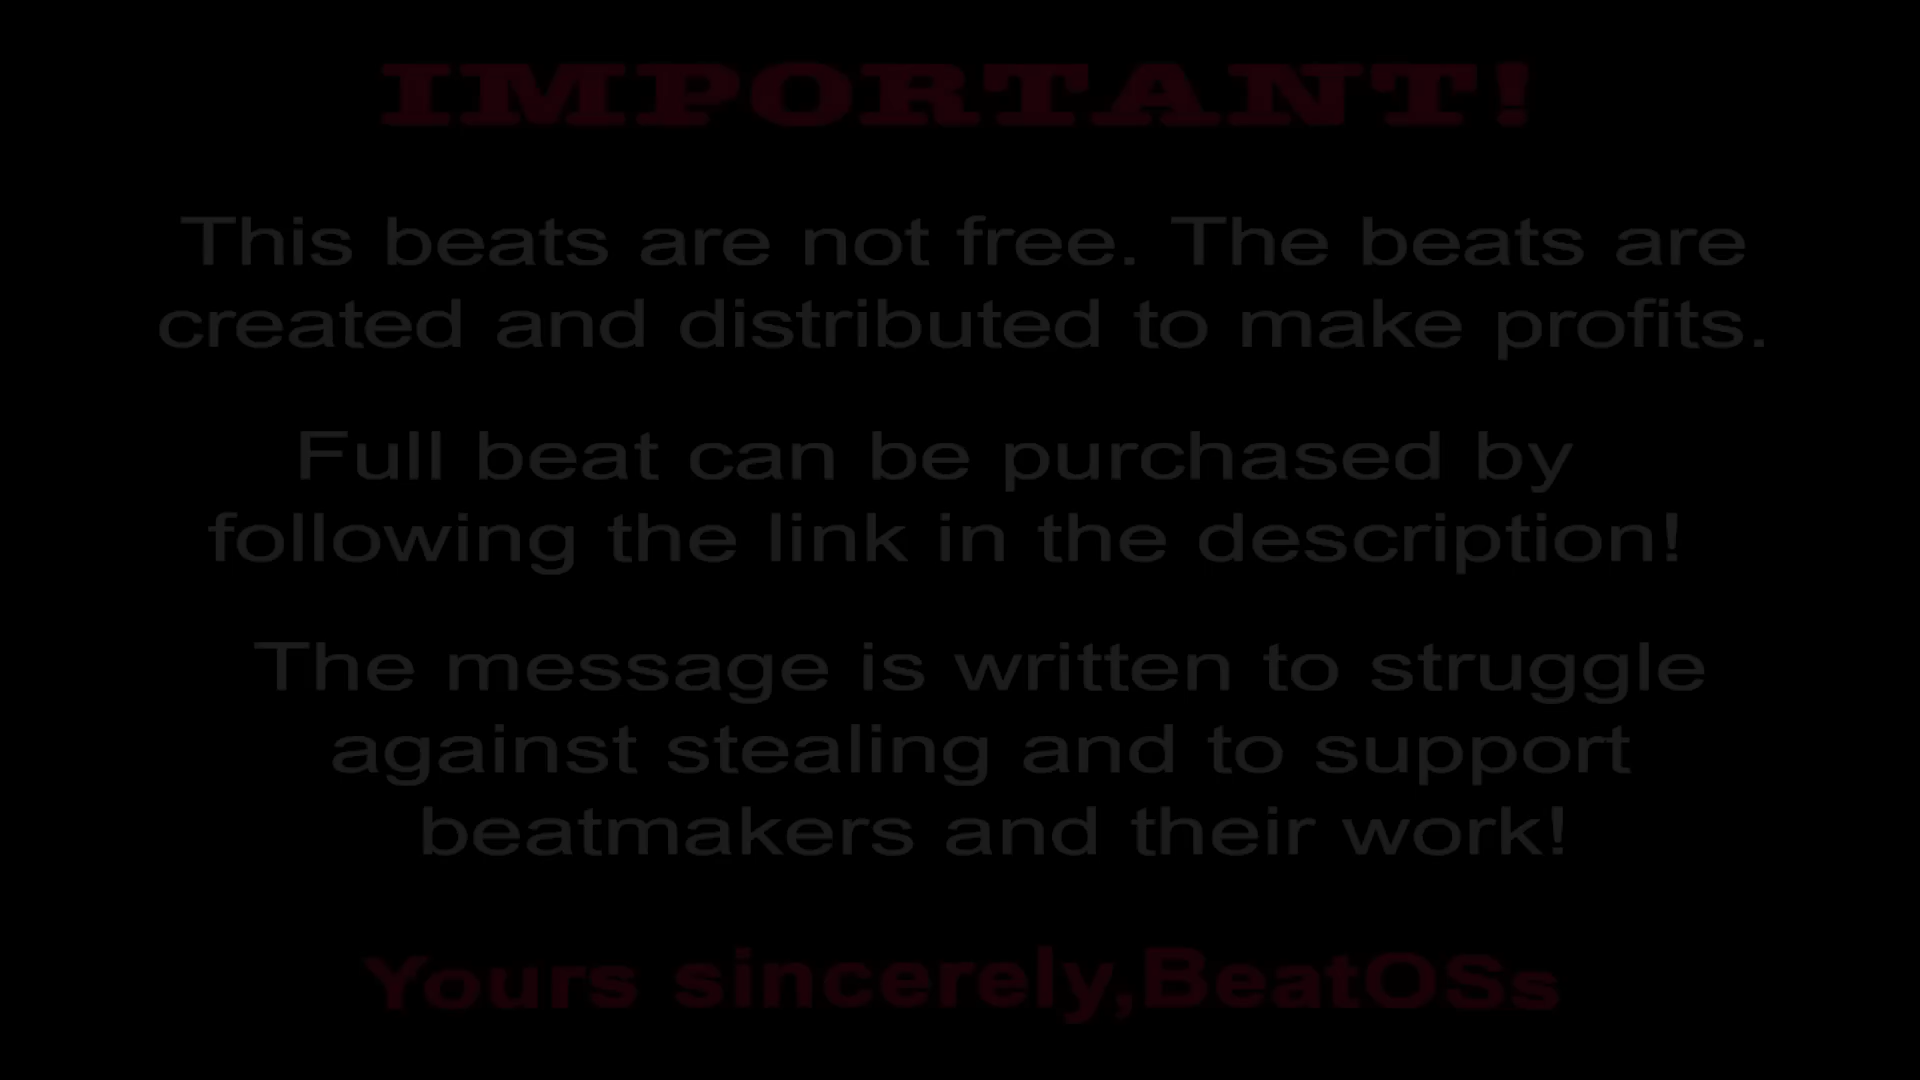 IMPORTANT!
This beats are not free. The beats are
created and distributed to make profits.
Full beat can be purchased by
following the link in the description!
The message is written to struggle
against stealing and to support
beatmakers and their work!
Yours sincerely,BeatOSs